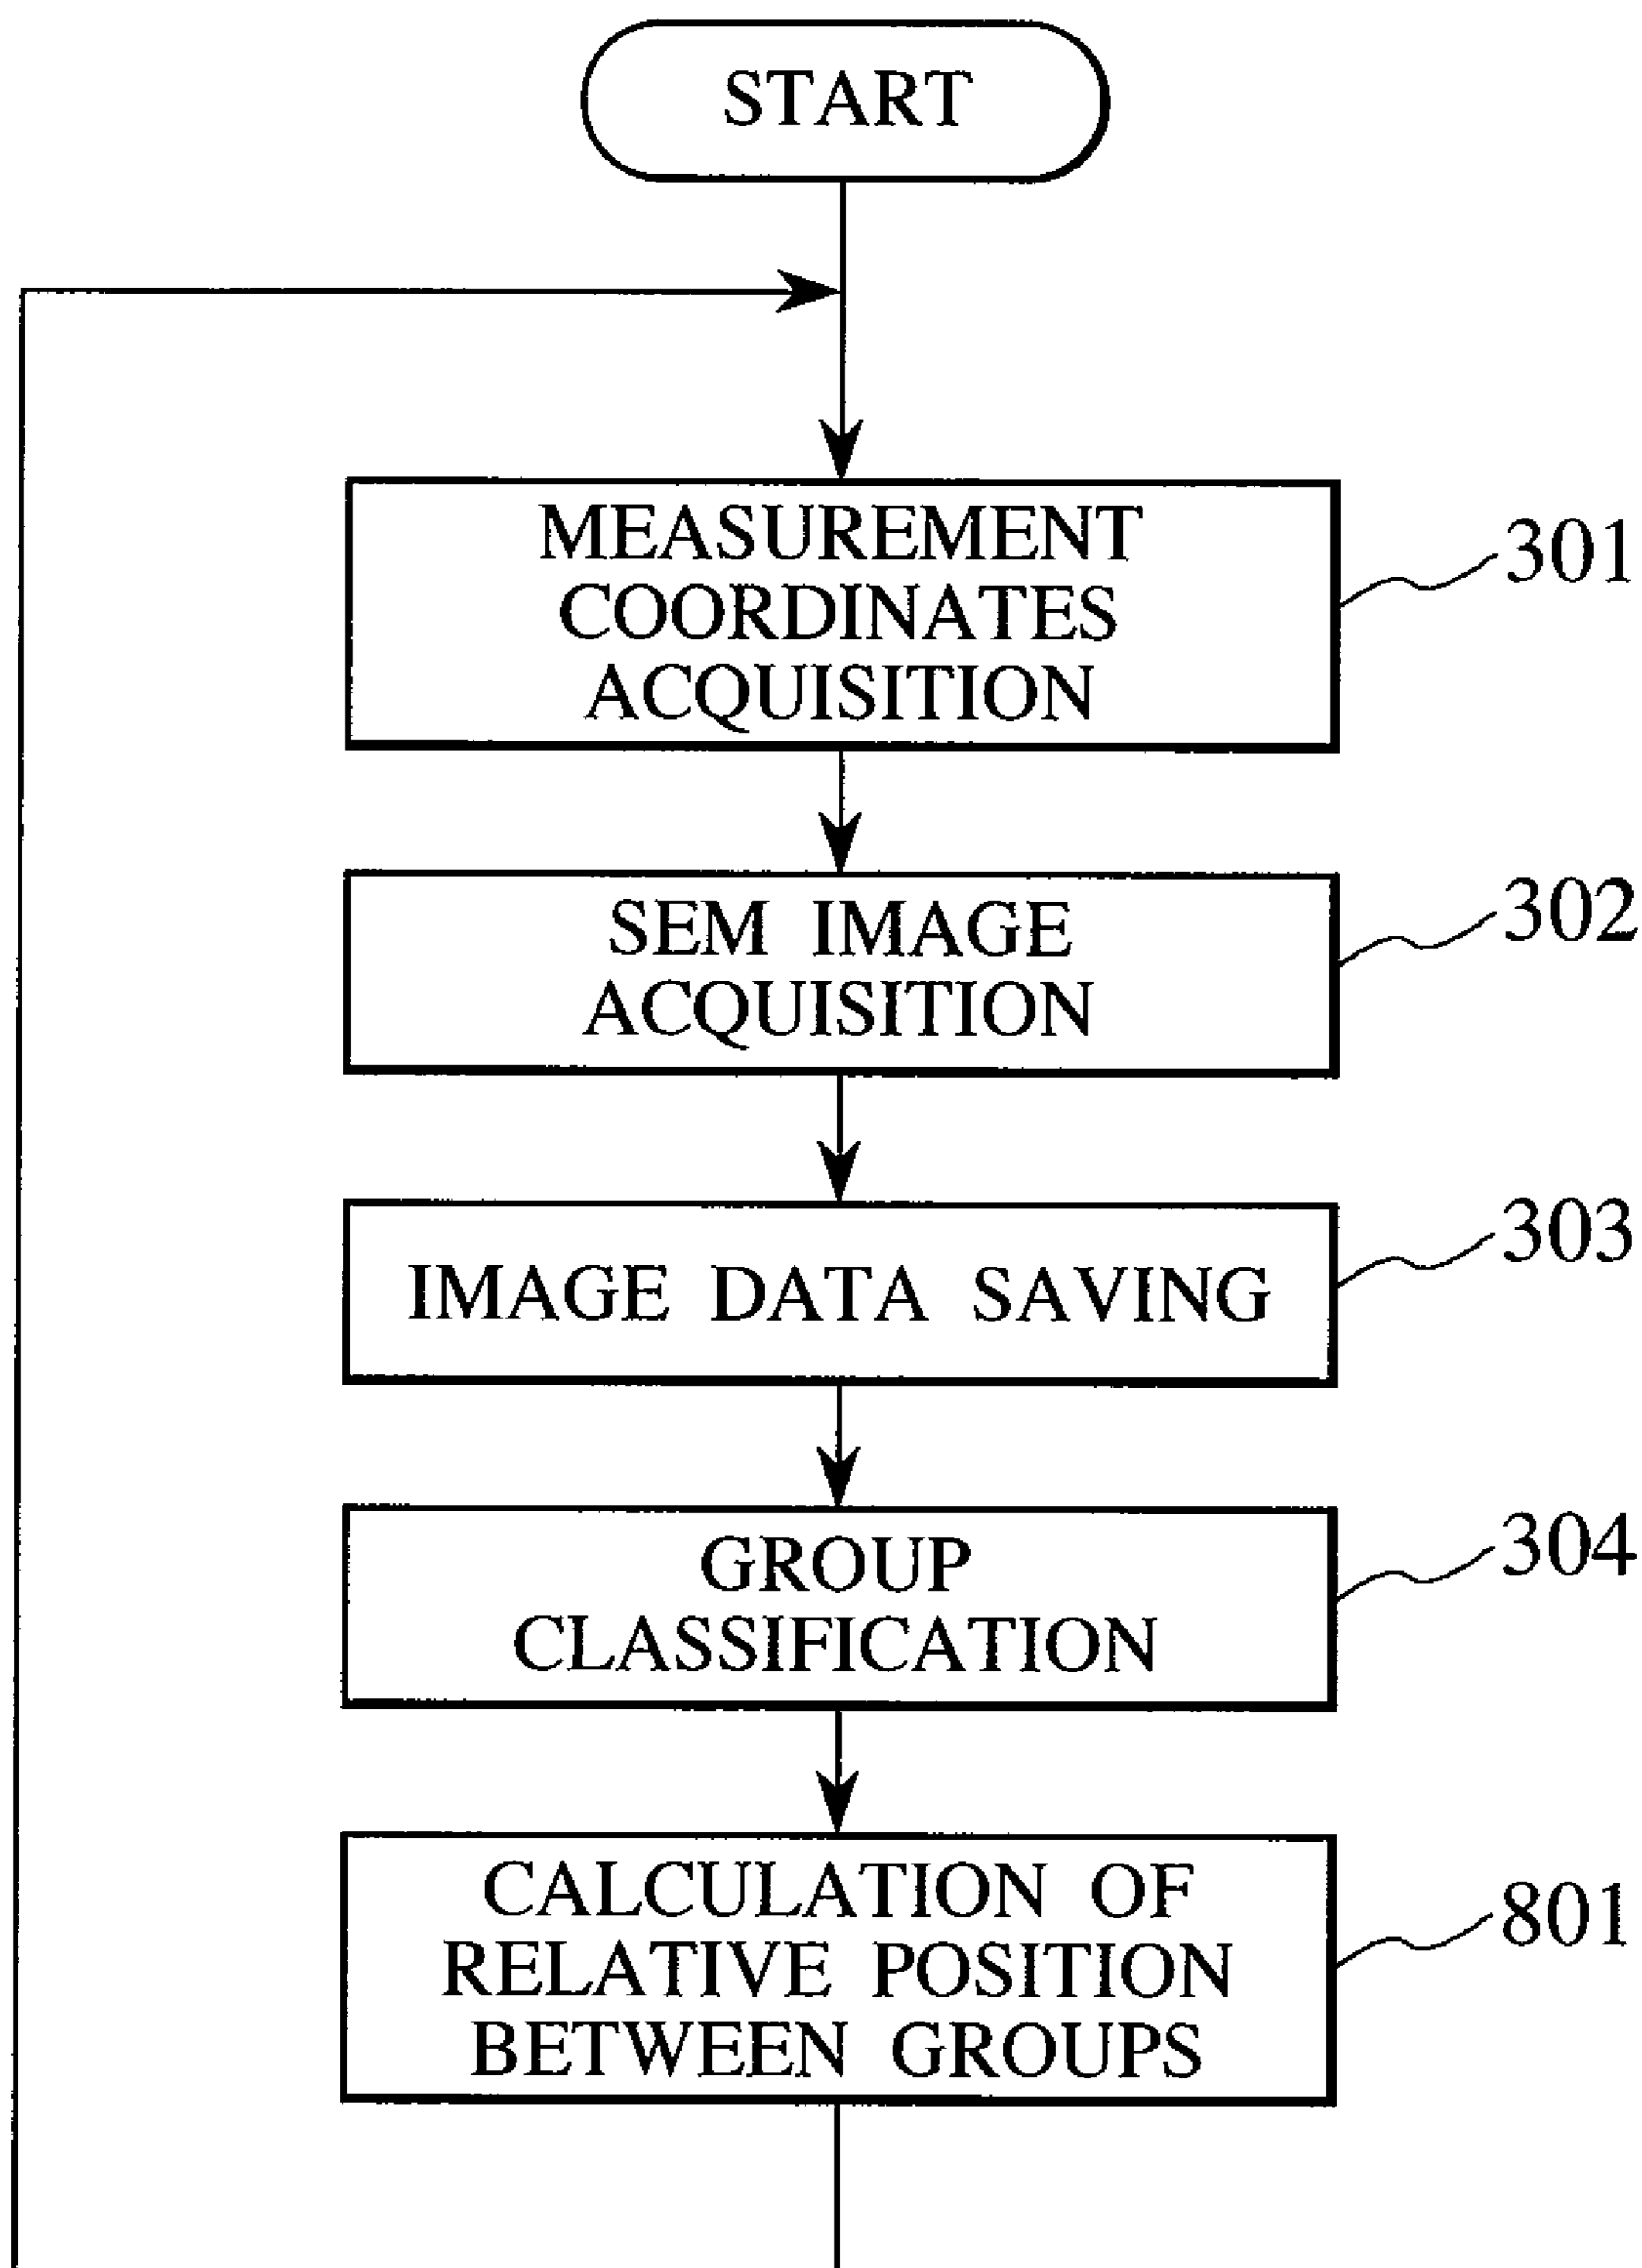 START
MEASUREMENT
COORDINATES
ACQUISITION
301
SEM IMAGE
ACQUISITION
302
IMAGE DATA SAVING
303
GROUP
CLASSIFICATION
304
CALCULATION OF
RELATIVE POSITION
BETWEEN GROUPS
801